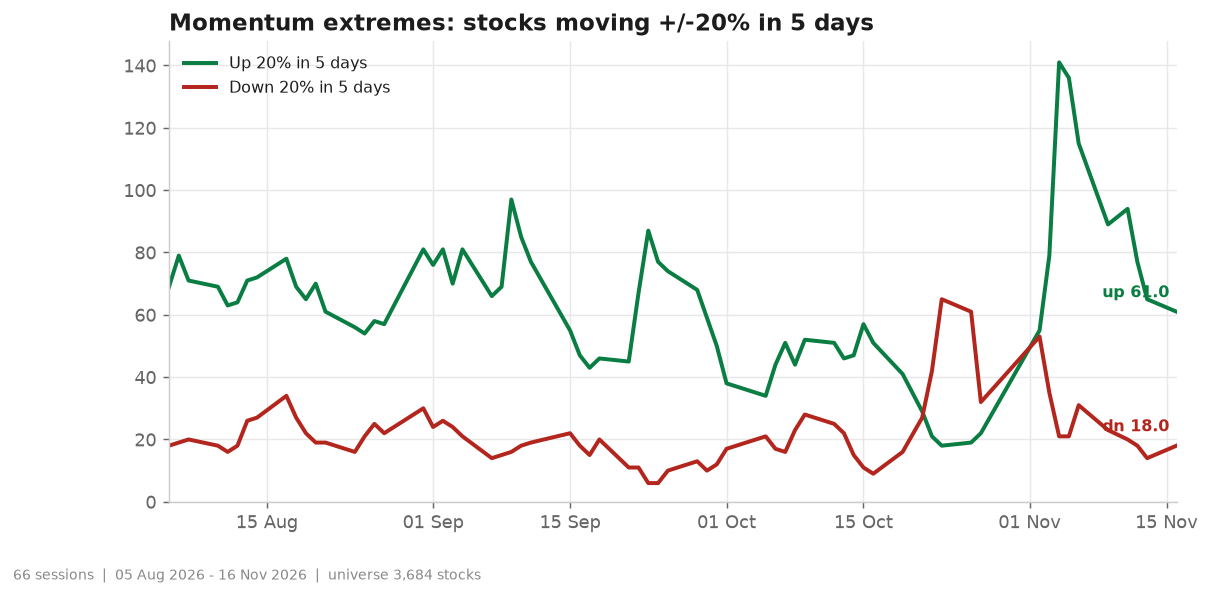 Momentum extremes: stocks moving +/-20% in 5 days
Up 20% in 5 days
Down 20% in 5 days
140
120
100
80
60
40
20
0
up 61.0
dn 18.0
15 Aug
01 Sep
15 Sep
01 Oct
15 Oct
01 Nov
15 Nov
66 sessions | 05 Aug 2026 - 16 Nov 2026 | universe 3,684 stocks